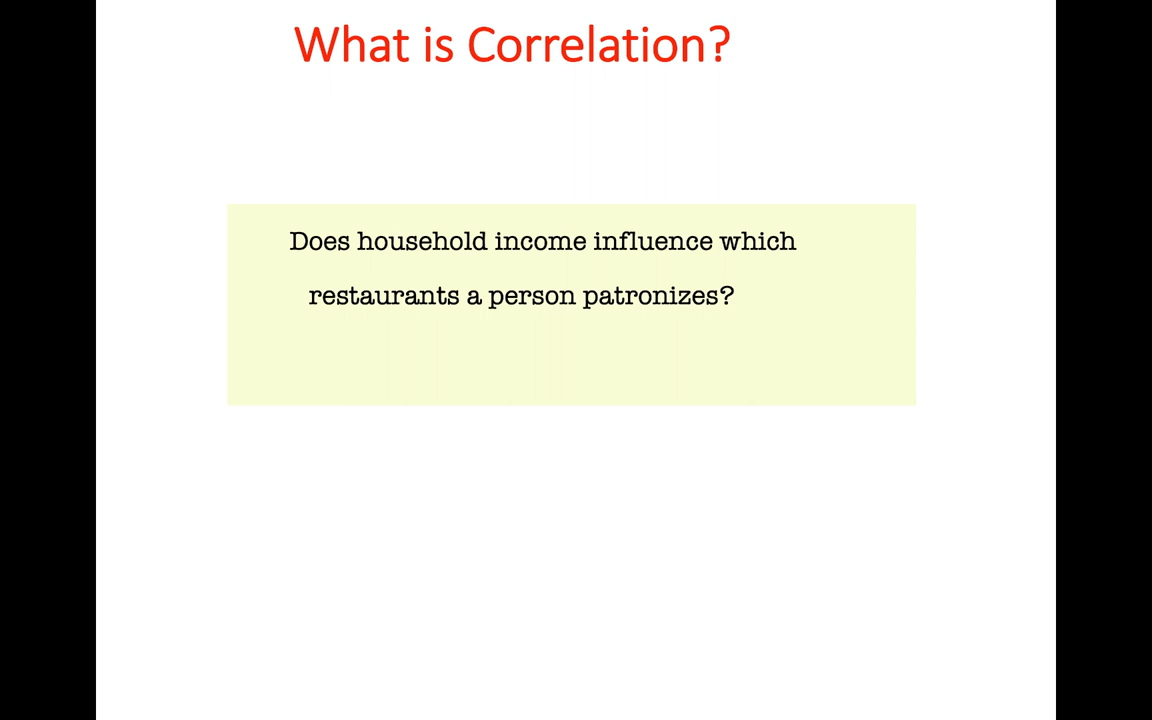 What is Correlation?
Does household income influence which
restaurants a person patronizes?